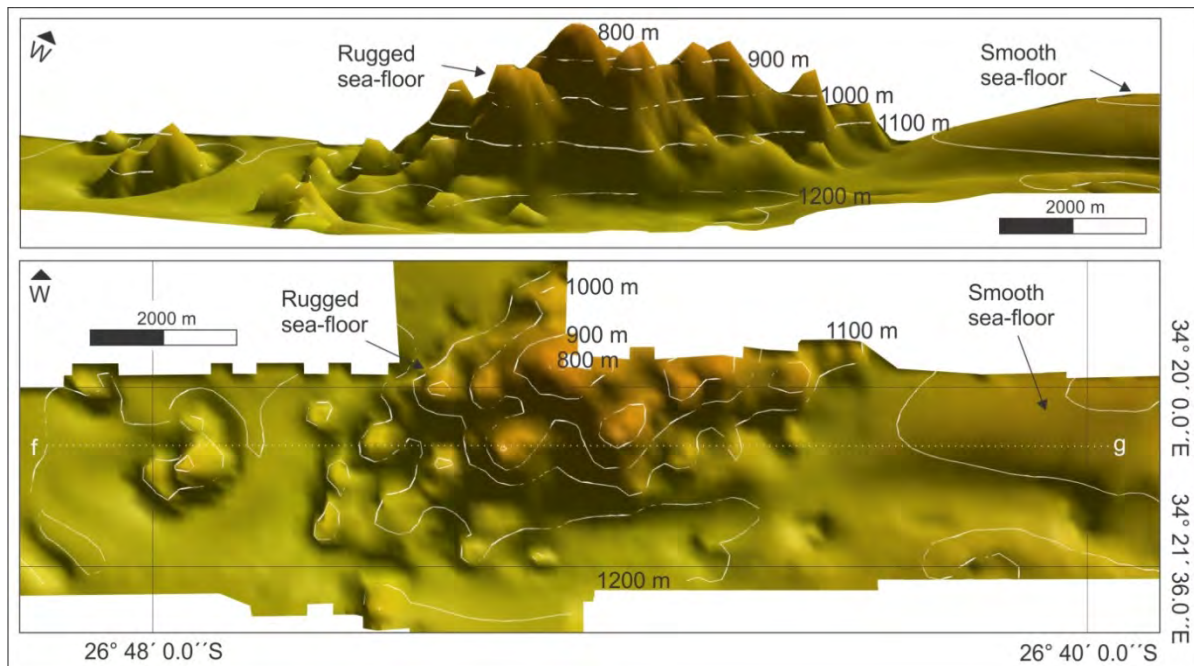 W
Rugged
sea-floor
800 m
900 m
1000 m
1100 m
1200 m
Smooth
sea-floor
2000 m
W
2000 m
Rugged
sea-floor
1000 m
900 m
800 m
1100 m
Smooth
sea-floor
f
g
1200 m
34° 20´ 0.0´´E
34° 21´ 36.0´´E
26° 48´ 0.0´´S
26° 40´ 0.0´´S